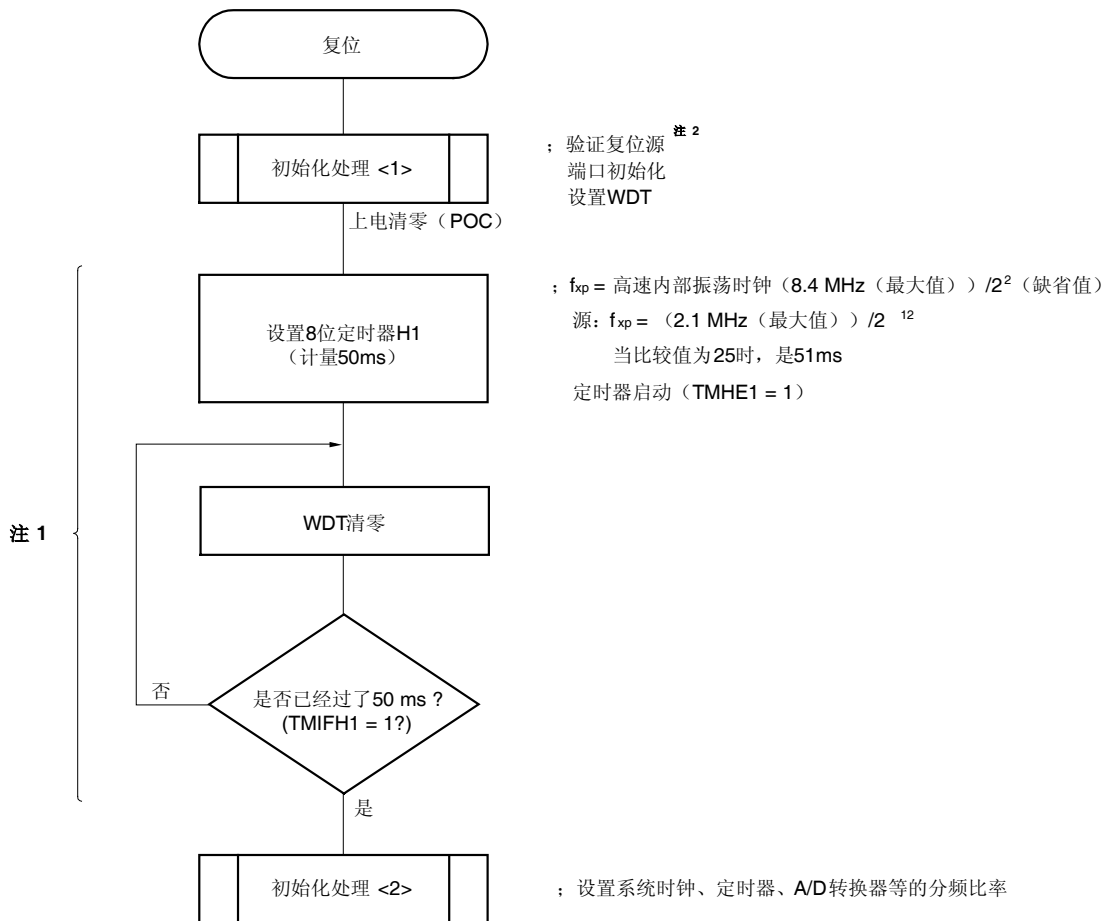 复位
初始化处理 <1>
；验证复位源 注 2
端口初始化
设置WDT
上电清零（POC）
设置8位定时器H1
（计量50ms）
；fxp = 高速内部振荡时钟（8.4 MHz（最大值））/2²（缺省值）
源：fxp = （2.1 MHz（最大值））/2 ¹²
当比较值为25时，是51ms
定时器启动（TMHE1 = 1）
注 1
WDT清零
否
是否已经过了50 ms？
(TMIFH1 = 1?)
是
初始化处理 <2>
；设置系统时钟、定时器、A/D转换器等的分频比率